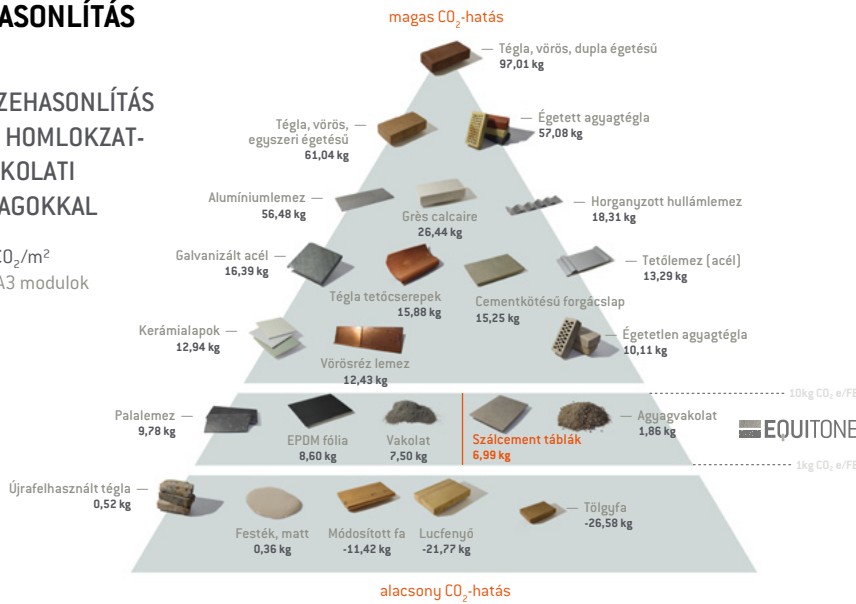 ASONLÍTÁS
ZEHASONLÍTÁS
HOMLOKZAT-
KOLATI
AGOKKAL
CO₂/m²
A3 modulok
magas CO₂-hatás
Tégla, vörös, dupla égetésű
97,01 kg
Tégla, vörös,
egyszeri égetésű
61,04 kg
Égetett agyagtégla
57,08 kg
Alumíniumlemez
56,48 kg
Grès calcaire
26,44 kg
Horganyzott hullámlemez
18,31 kg
Galvanizált acél
16,39 kg
Tégla tetőcserepek
15,88 kg
Cementkötésű forgácslap
15,25 kg
Tetőlemez (acél)
13,29 kg
Kerámialapok
12,94 kg
Vörösréz lemez
12,43 kg
Égetetlen agyagtégla
10,11 kg
10kg CO₂ e/FE
Palalemez
9,78 kg
EPDM fólia
8,60 kg
Vakolat
7,50 kg
Szálcement táblák
6,99 kg
Agyagvakolat
1,86 kg
EQUITONE
1kg CO₂ e/FE
Újrafelhasznált tégla
0,52 kg
Festék, matt
0,36 kg
Módosított fa
-11,42 kg
Lucfenyő
-21,77 kg
Tölgyfa
-26,58 kg
alacsony CO₂-hatás